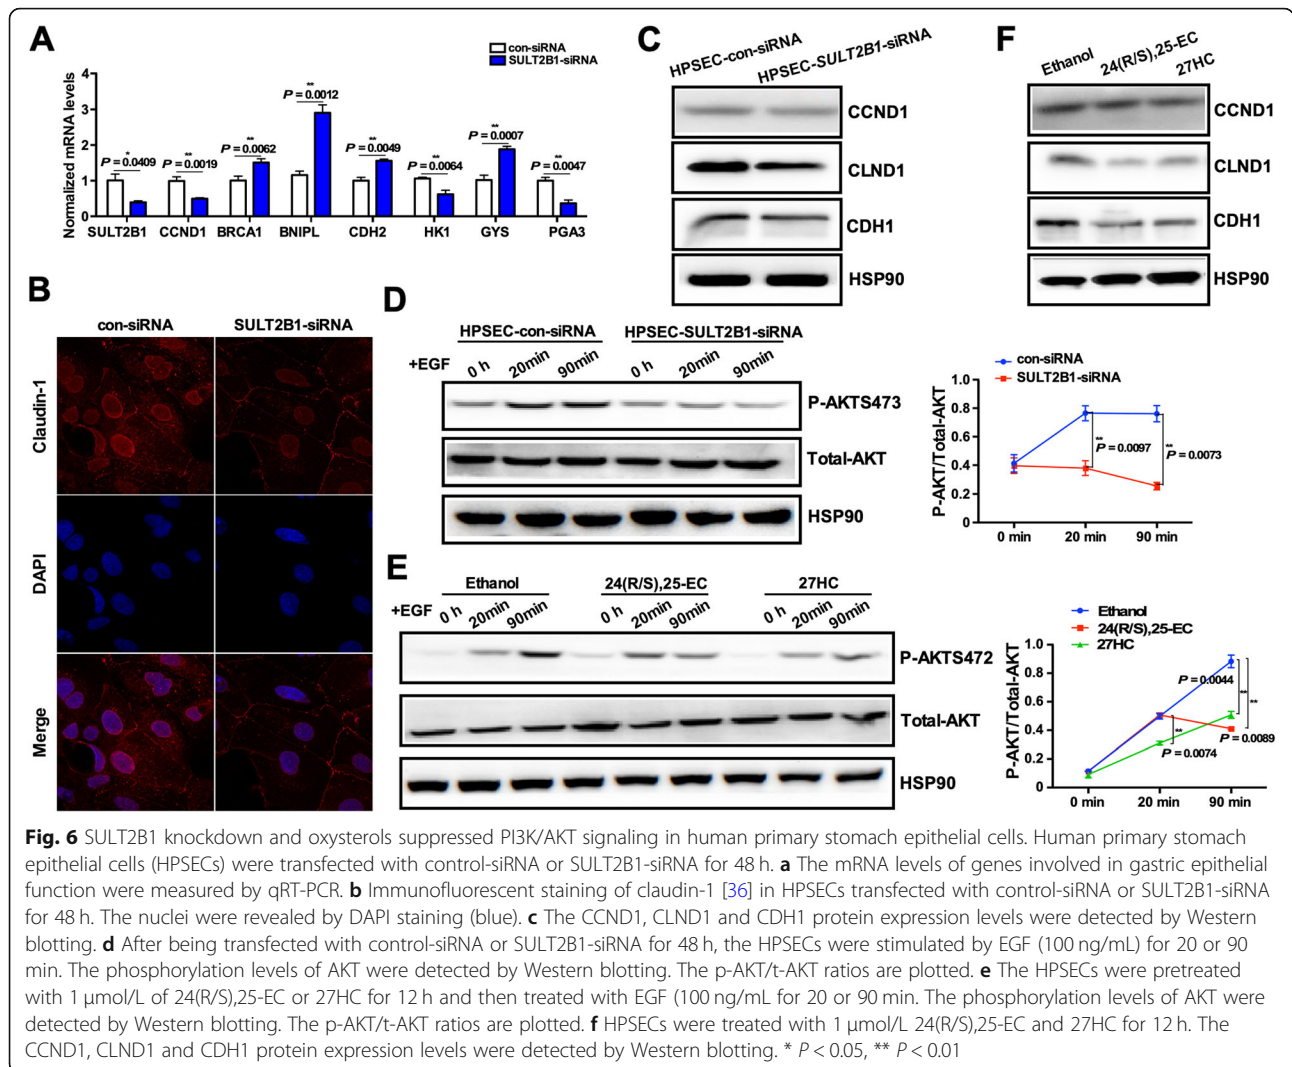 A
con-siRNA
SULT2B1-siRNA
Normalized mRNA levels
4
3
2
1
0
*
P = 0.0409
**
P = 0.0019
**
P = 0.0062
**
P = 0.0012
**
P = 0.0049
**
P = 0.0064
**
P = 0.0007
**
P = 0.0047
SULT2B1 CCND1 BRCA1 BNIPL CDH2 HK1 GYS PGA3
B
con-siRNA SULT2B1-siRNA
Claudin-1
DAPI
Merge
C
HPSEC-con-siRNA
HPSEC-SULT2B1-siRNA
CCND1
CLND1
CDH1
HSP90
F
Ethanol
24(R/S),25-EC
27HC
CCND1
CLND1
CDH1
HSP90
D
HPSEC-con-siRNA HPSEC-SULT2B1-siRNA
+EGF 0 h 20min 90min 0 h 20min 90min
P-AKTS473
Total-AKT
HSP90
con-siRNA
SULT2B1-siRNA
P-AKT/Total-AKT
1.0
0.8
0.6
0.4
0.2
0
**
P = 0.0097
**
P = 0.0073
0 min 20 min 90 min
E
Ethanol 24(R/S),25-EC 27HC
+EGF 0 h 20min 90min 0 h 20min 90min 0 h 20min 90min
P-AKTS472
Total-AKT
HSP90
Ethanol
24(R/S),25-EC
27HC
P-AKT/Total-AKT
1.0
0.8
0.6
0.4
0.2
0
P = 0.0044
**
**
**
P = 0.0089
P = 0.0074
0 min 20 min 90 min
Fig. 6 SULT2B1 knockdown and oxysterols suppressed PI3K/AKT signaling in human primary stomach epithelial cells. Human primary stomach
epithelial cells (HPSECs) were transfected with control-siRNA or SULT2B1-siRNA for 48 h. a The mRNA levels of genes involved in gastric epithelial
function were measured by qRT-PCR. b Immunofluorescent staining of claudin-1 [36] in HPSECs transfected with control-siRNA or SULT2B1-siRNA
for 48 h. The nuclei were revealed by DAPI staining (blue). c The CCND1, CLND1 and CDH1 protein expression levels were detected by Western
blotting. d After being transfected with control-siRNA or SULT2B1-siRNA for 48 h, the HPSECs were stimulated by EGF (100 ng/mL) for 20 or 90
min. The phosphorylation levels of AKT were detected by Western blotting. The p-AKT/t-AKT ratios are plotted. e The HPSECs were pretreated
with 1 μmol/L of 24(R/S),25-EC or 27HC for 12 h and then treated with EGF (100 ng/mL for 20 or 90 min. The phosphorylation levels of AKT were
detected by Western blotting. The p-AKT/t-AKT ratios are plotted. f HPSECs were treated with 1 μmol/L 24(R/S),25-EC and 27HC for 12 h. The
CCND1, CLND1 and CDH1 protein expression levels were detected by Western blotting. * P < 0.05, ** P < 0.01